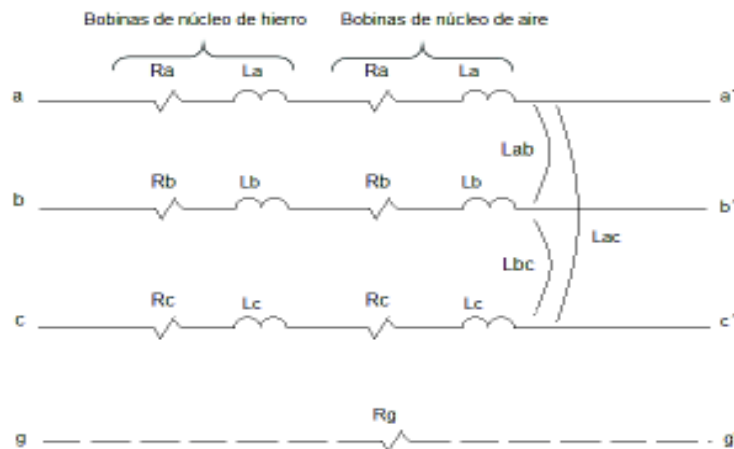 Bobinas de núcleo de hierro Bobinas de núcleo de aire
Ra La Ra La
a a'
Lab
Rb Lb Rb Lb
b b'
Lac
Lbc
Rc Lc Rc Lc
c c'
Rg
g g'